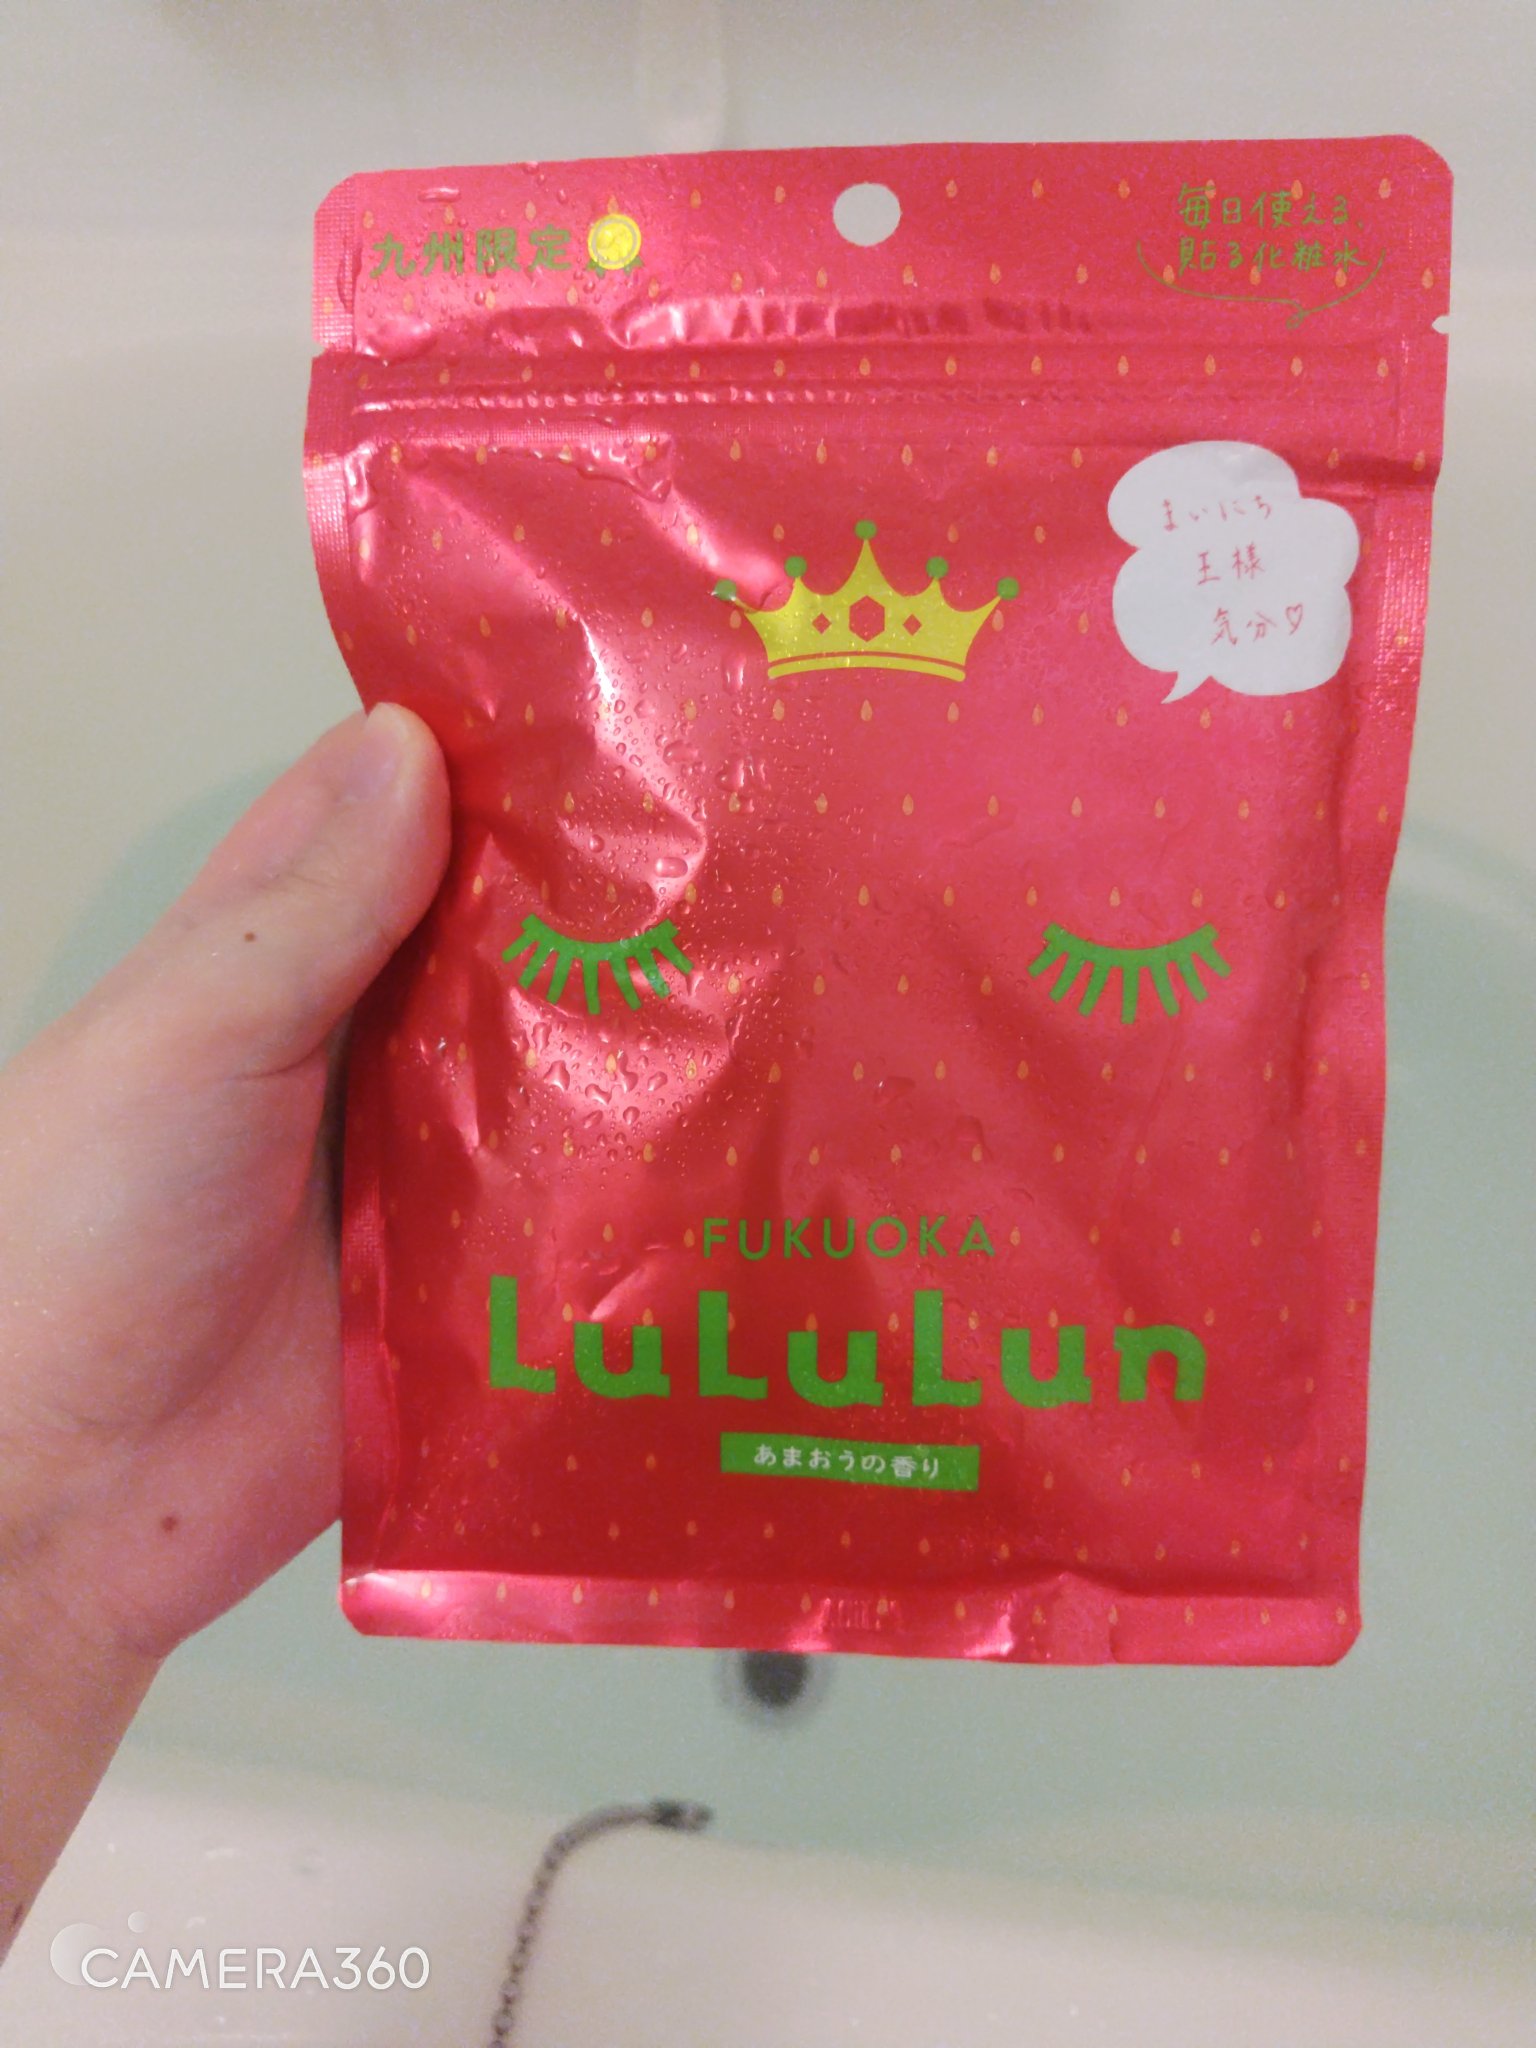 九州限定
毎日使える、
貼る化粧水
まいにち
王様
気分♡
FUKUOKA
LuLuLun
あまおうの香り
CAMERA360